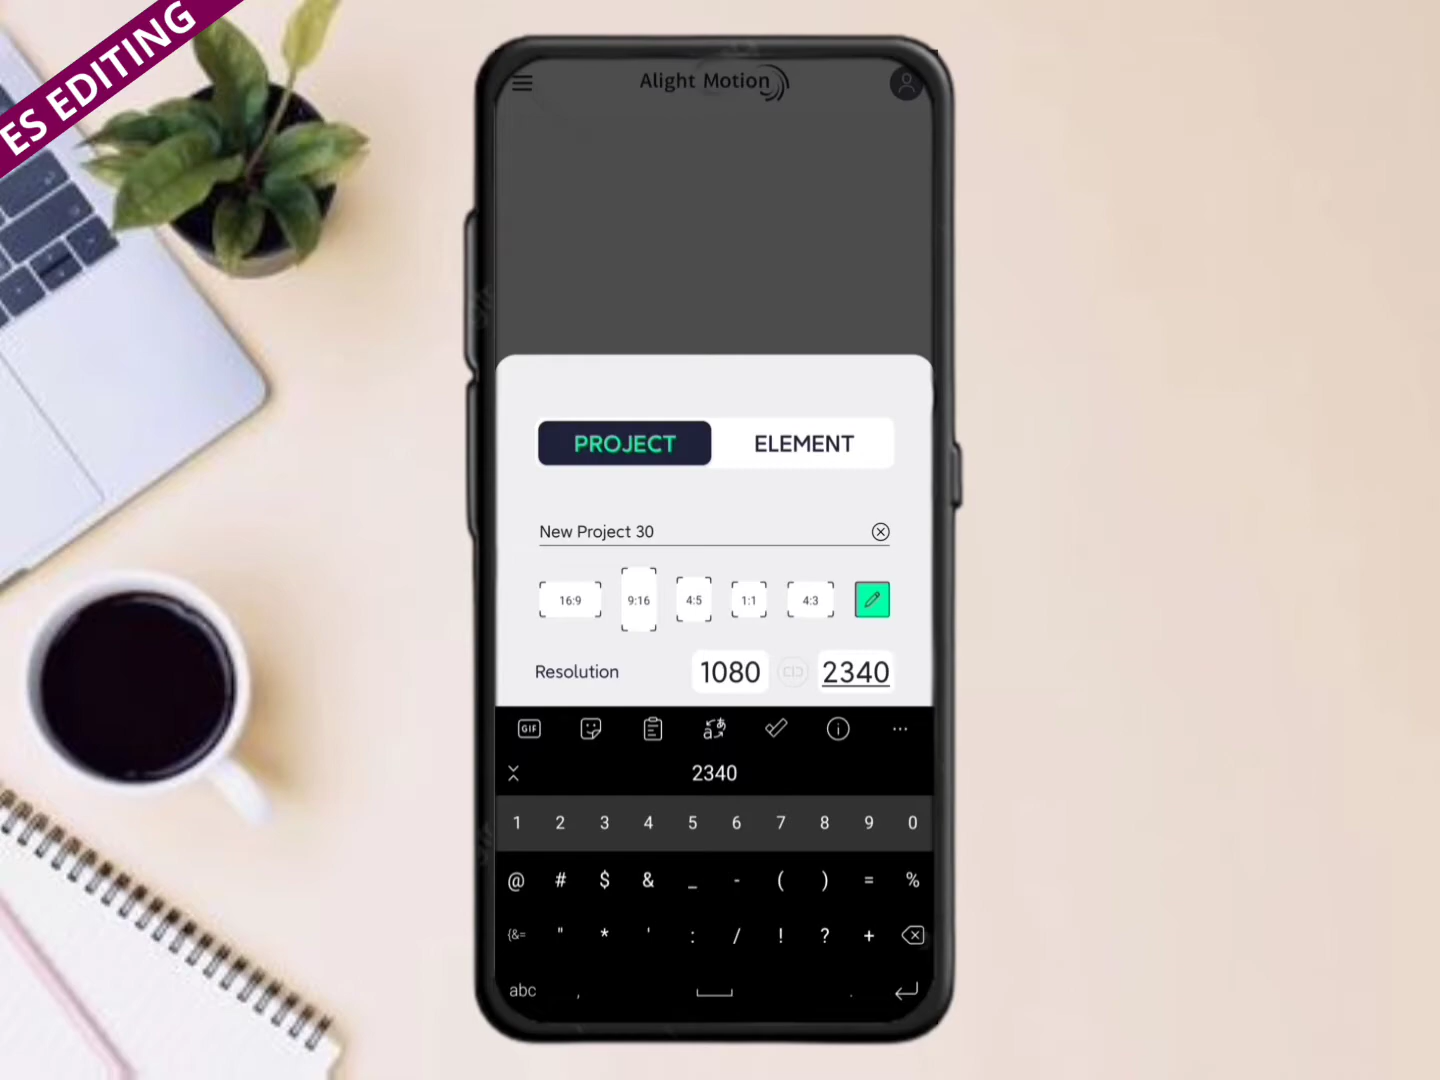 ES EDITING
Alight Motion
PROJECT ELEMENT
New Project 30
16:9 9:16 4:5 1:1 4:3
Resolution 1080 2340
GIF
2340
1 2 3 4 5 6 7 8 9 0
@ # $ & _ - ( ) = %
{&= " * ' : / ! ? +
abc , .